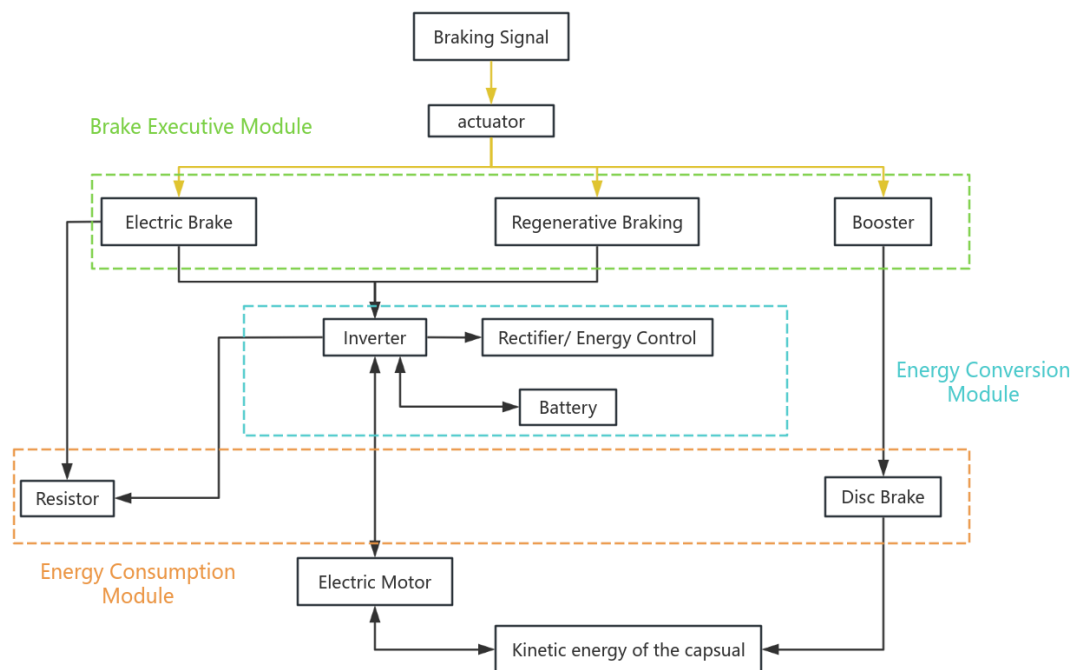 Braking Signal
actuator
Brake Executive Module
Electric Brake
Regenerative Braking
Booster
Inverter
Rectifier/ Energy Control
Energy Conversion
Module
Battery
Resistor
Disc Brake
Energy Consumption
Module
Electric Motor
Kinetic energy of the capsual